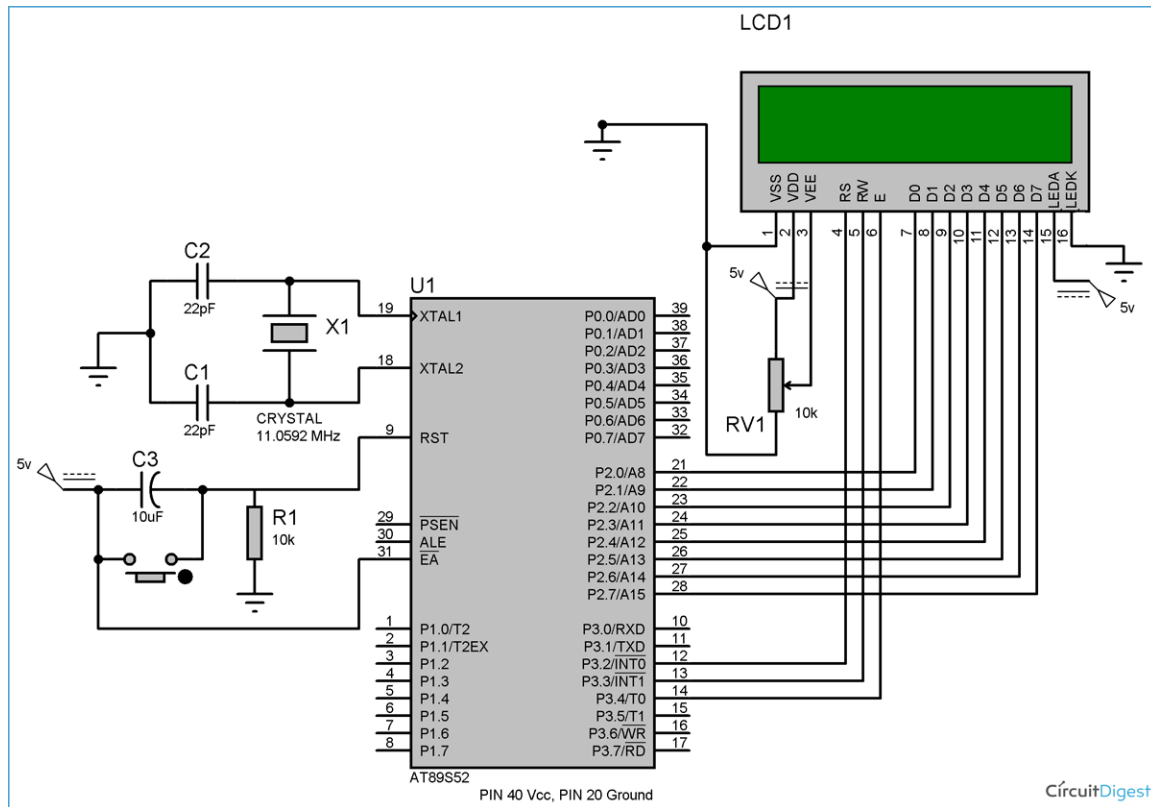 LCD1
VSS
VDD
VEE
RS
RW
E
D0
D1
D2
D3
D4
D5
D6
D7
LEDA
LEDK
1
2
3
4
5
6
7
8
9
10
11
12
13
14
15
16
5v
5v
RV1
10k
C2
22pF
X1
C1
22pF
CRYSTAL
11.0592 MHz
5v
C3
10uF
R1
10k
U1
19 XTAL1
18 XTAL2
9 RST
29 PSEN
30 ALE
31 EA
1 P1.0/T2
2 P1.1/T2EX
3 P1.2
4 P1.3
5 P1.4
6 P1.5
7 P1.6
8 P1.7
P0.0/AD0 39
P0.1/AD1 38
P0.2/AD2 37
P0.3/AD3 36
P0.4/AD4 35
P0.5/AD5 34
P0.6/AD6 33
P0.7/AD7 32
P2.0/A8 21
P2.1/A9 22
P2.2/A10 23
P2.3/A11 24
P2.4/A12 25
P2.5/A13 26
P2.6/A14 27
P2.7/A15 28
P3.0/RXD 10
P3.1/TXD 11
P3.2/INT0 12
P3.3/INT1 13
P3.4/T0 14
P3.5/T1 15
P3.6/WR 16
P3.7/RD 17
AT89S52
PIN 40 Vcc, PIN 20 Ground
CircuitDigest